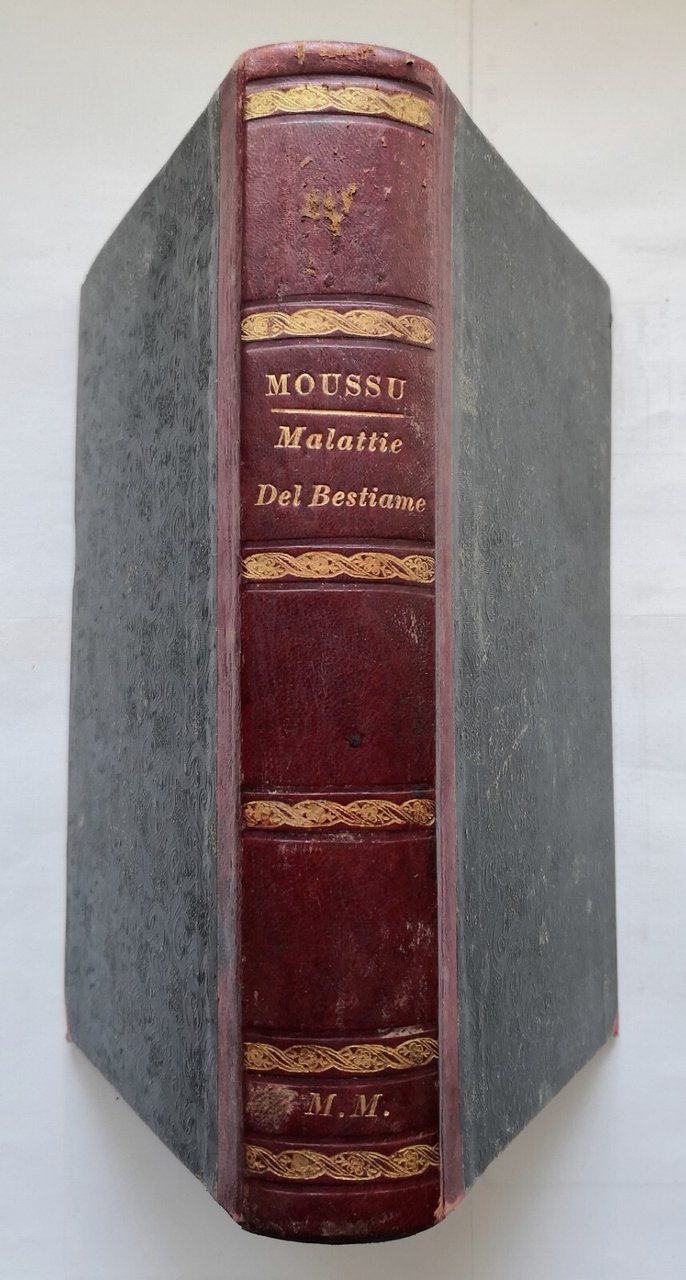 MOUSSU
Malattie
Del Bestiame
M. M.